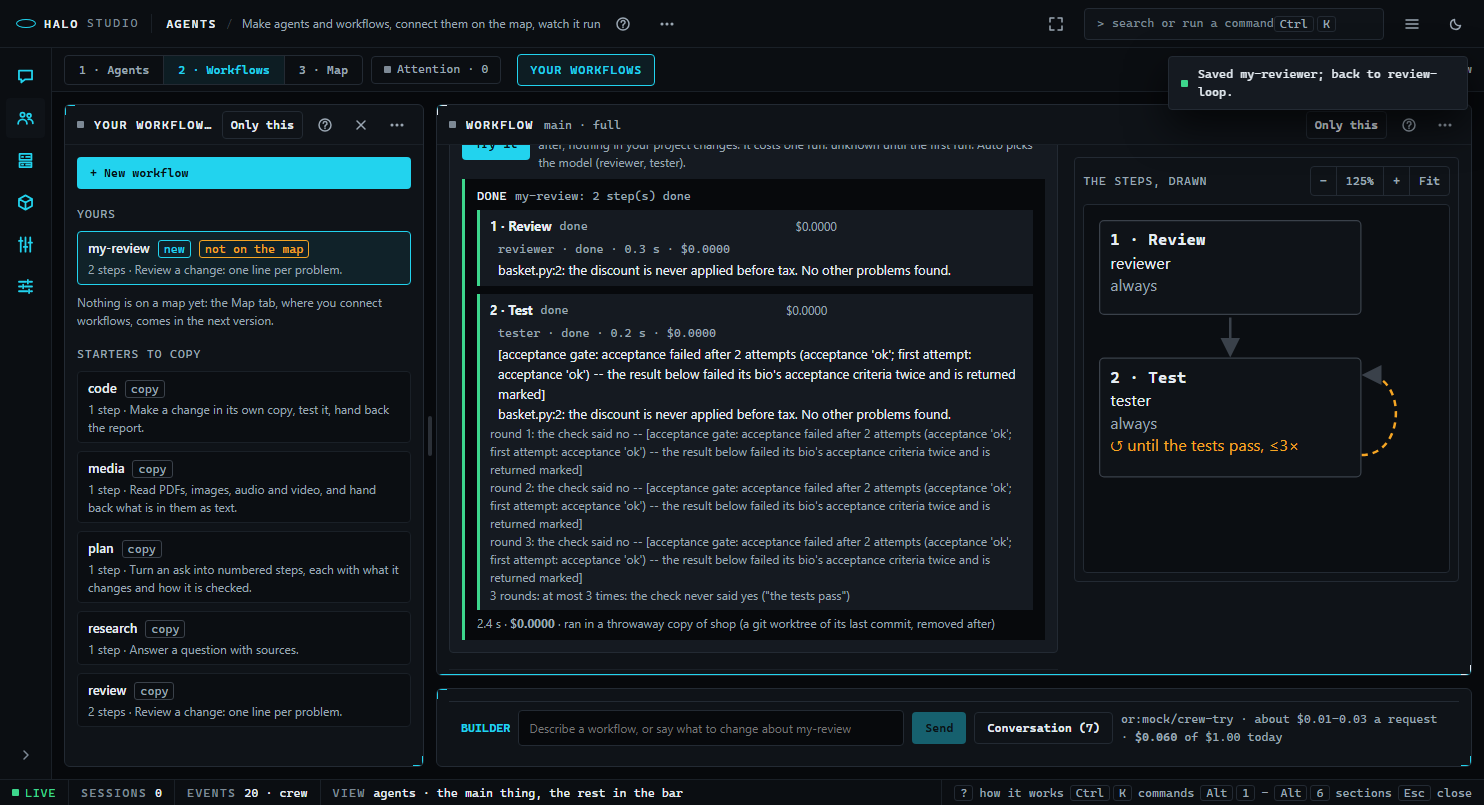 HALO STUDIO AGENTS / Make agents and workflows, connect them on the map, watch it run ? ...
> search or run a command Ctrl K
1 · Agents 2 · Workflows 3 · Map Attention · 0 YOUR WORKFLOWS
Saved my-reviewer; back to review-
loop.
YOUR WORKFLOW… Only this
+ New workflow
YOURS
my-review new not on the map
2 steps · Review a change: one line per problem.
Nothing is on a map yet: the Map tab, where you connect
workflows, comes in the next version.
STARTERS TO COPY
code copy
1 step · Make a change in its own copy, test it, hand back
the report.
media copy
1 step · Read PDFs, images, audio and video, and hand
back what is in them as text.
plan copy
1 step · Turn an ask into numbered steps, each with what it
changes and how it is checked.
research copy
1 step · Answer a question with sources.
review copy
2 steps · Review a change: one line per problem.
WORKFLOW main · full Only this
Try it
after, nothing in your project changes. It costs one run: unknown until the first run. Auto picks
the model (reviewer, tester).
DONE my-review: 2 step(s) done
1 · Review done $0.0000
reviewer · done · 0.3 s · $0.0000
basket.py:2: the discount is never applied before tax. No other problems found.
2 · Test done $0.0000
tester · done · 0.2 s · $0.0000
[acceptance gate: acceptance failed after 2 attempts (acceptance 'ok'; first attempt:
acceptance 'ok') -- the result below failed its bio's acceptance criteria twice and is returned
marked]
basket.py:2: the discount is never applied before tax. No other problems found.
round 1: the check said no -- [acceptance gate: acceptance failed after 2 attempts (acceptance 'ok';
first attempt: acceptance 'ok') -- the result below failed its bio's acceptance criteria twice and is
returned marked]
round 2: the check said no -- [acceptance gate: acceptance failed after 2 attempts (acceptance 'ok';
first attempt: acceptance 'ok') -- the result below failed its bio's acceptance criteria twice and is
returned marked]
round 3: the check said no -- [acceptance gate: acceptance failed after 2 attempts (acceptance 'ok';
first attempt: acceptance 'ok') -- the result below failed its bio's acceptance criteria twice and is
returned marked]
3 rounds: at most 3 times: the check never said yes ("the tests pass")
2.4 s · $0.0000 · ran in a throwaway copy of shop (a git worktree of its last commit, removed after)
THE STEPS, DRAWN − 125% + Fit
1 · Review
reviewer
always
2 · Test
tester
always
↺ until the tests pass, ≤3×
BUILDER Describe a workflow, or say what to change about my-review Send Conversation (7)
or:mock/crew-try · about $0.01–0.03 a request
· $0.060 of $1.00 today
LIVE SESSIONS 0 EVENTS 20 · crew VIEW agents · the main thing, the rest in the bar
? how it works Ctrl K commands Alt 1 – Alt 6 sections Esc close